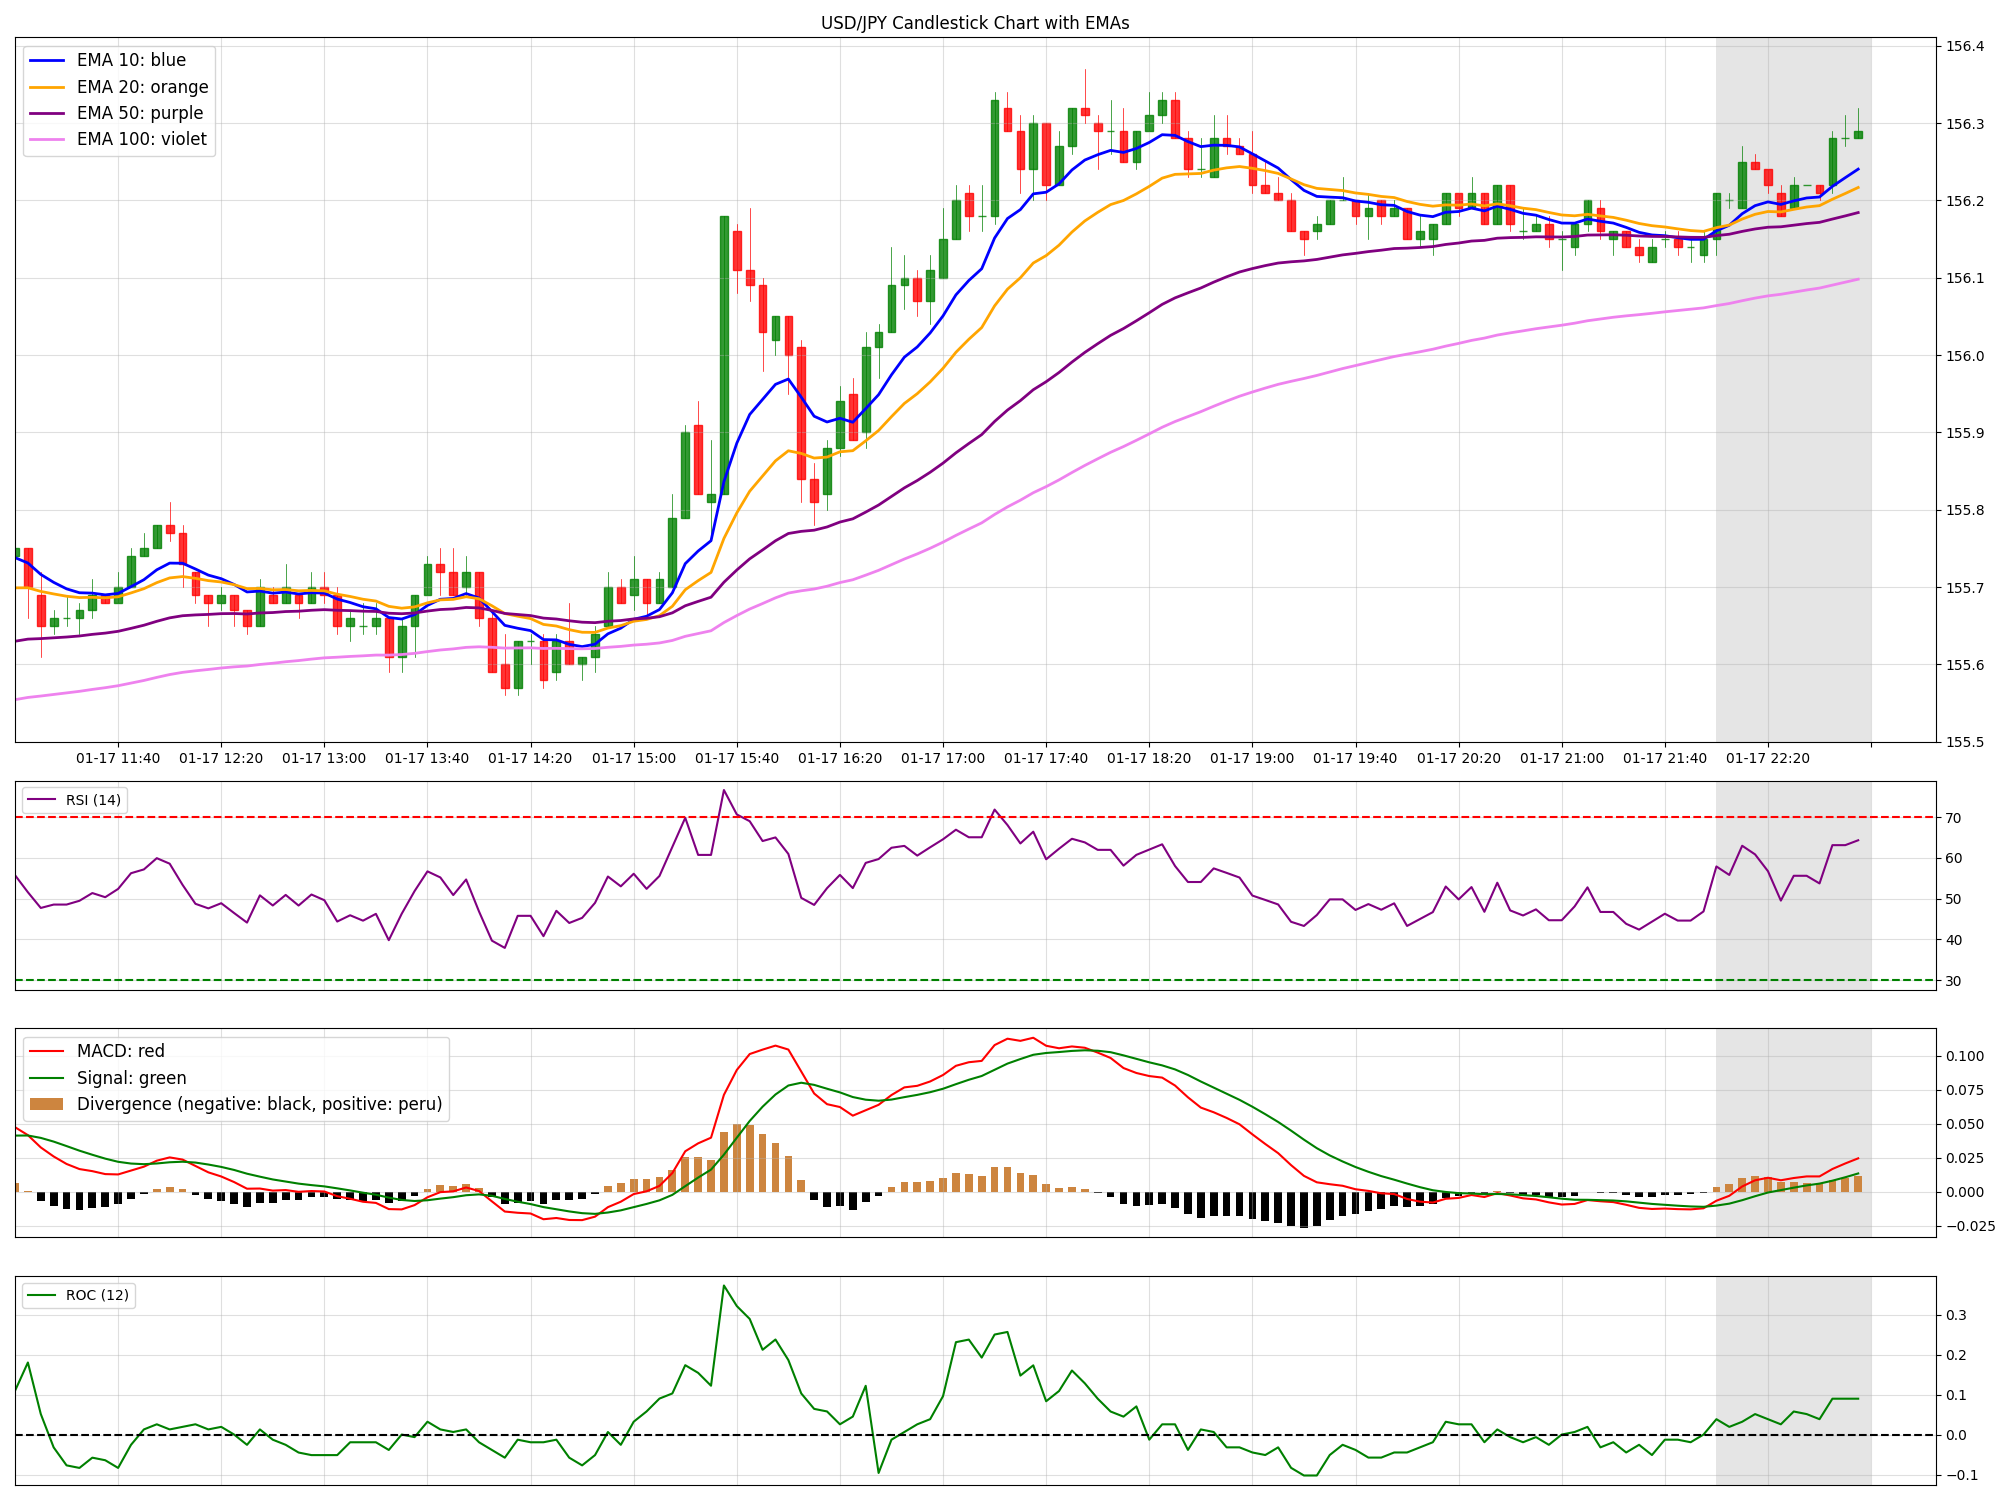 USD/JPY Candlestick Chart with EMAs
EMA 10: blue
EMA 20: orange
EMA 50: purple
EMA 100: violet
156.4
156.3
156.2
156.1
156.0
155.9
155.8
155.7
155.6
155.5
01-17 11:40 01-17 12:20 01-17 13:00 01-17 13:40 01-17 14:20 01-17 15:00 01-17 15:40 01-17 16:20 01-17 17:00 01-17 17:40 01-17 18:20 01-17 19:00 01-17 19:40 01-17 20:20 01-17 21:00 01-17 21:40 01-17 22:20
RSI (14)
70
60
50
40
30
MACD: red
Signal: green
Divergence (negative: black, positive: peru)
0.100
0.075
0.050
0.025
0.000
−0.025
ROC (12)
0.3
0.2
0.1
0.0
−0.1